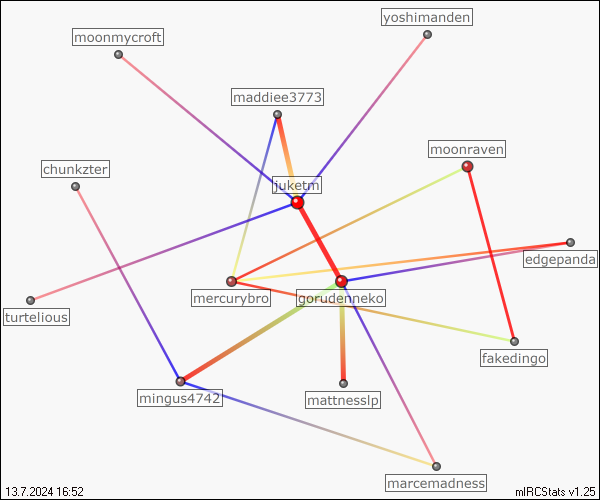 yoshimanden
moonmycroft
maddiee3773
moonraven
chunkzter
juketm
edgepanda
mercurybro
gorudenneko
turtelious
fakedingo
mingus4742
mattnesslp
marcemadness
13.7.2024 16:52
mIRCStats v1.25